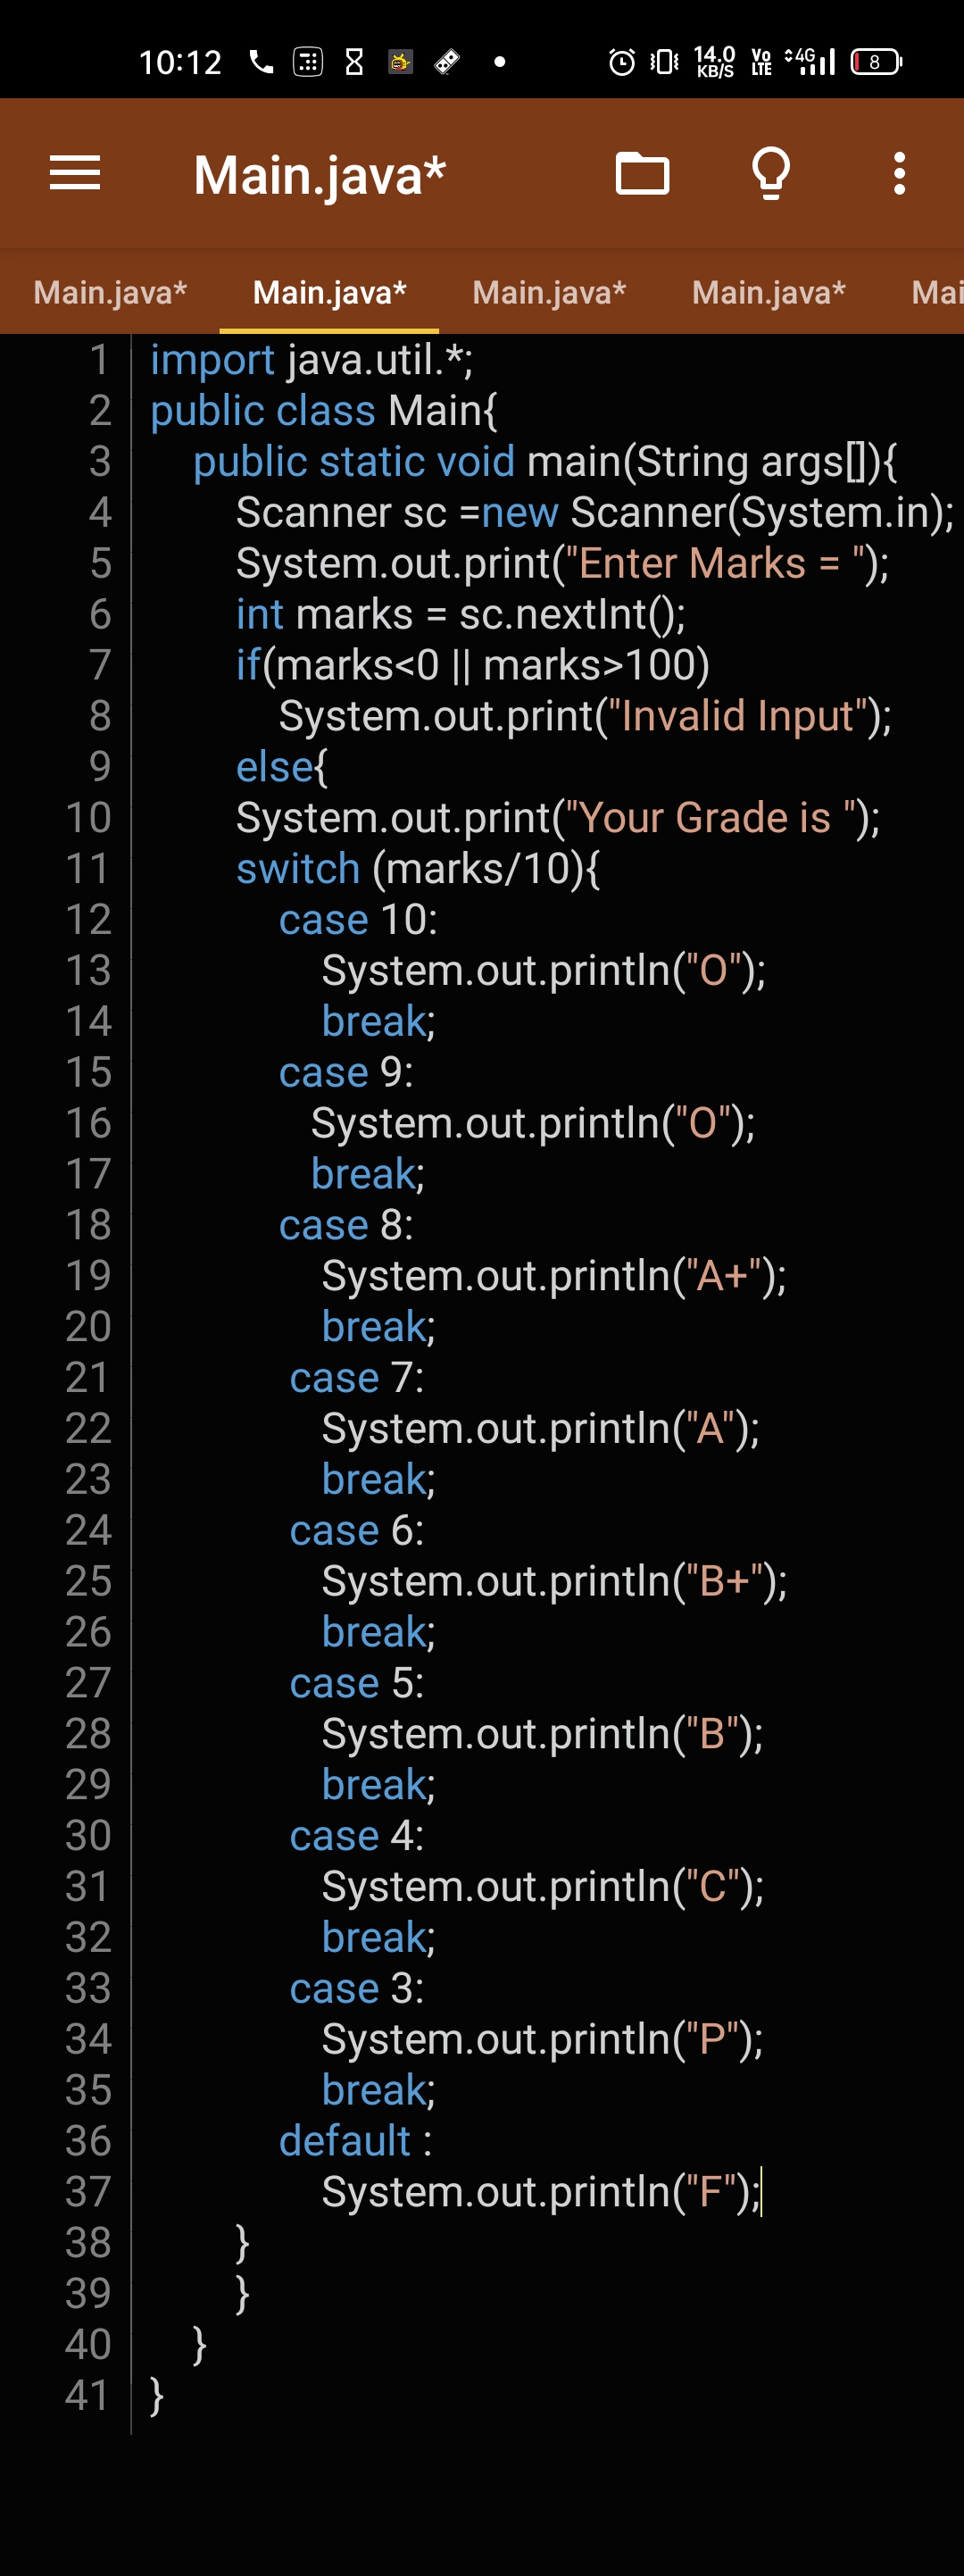 10:12 14.0 KB/S Vo LTE 4G 8
Main.java*
Main.java* Main.java* Main.java* Main.java* Mai
1 import java.util.*;
2 public class Main{
3 public static void main(String args[]){
4 Scanner sc =new Scanner(System.in);
5 System.out.print("Enter Marks = ");
6 int marks = sc.nextInt();
7 if(marks<0 || marks>100)
8 System.out.print("Invalid Input");
9 else{
10 System.out.print("Your Grade is ");
11 switch (marks/10){
12 case 10:
13 System.out.println("O");
14 break;
15 case 9:
16 System.out.println("O");
17 break;
18 case 8:
19 System.out.println("A+");
20 break;
21 case 7:
22 System.out.println("A");
23 break;
24 case 6:
25 System.out.println("B+");
26 break;
27 case 5:
28 System.out.println("B");
29 break;
30 case 4:
31 System.out.println("C");
32 break;
33 case 3:
34 System.out.println("P");
35 break;
36 default :
37 System.out.println("F");
38 }
39 }
40 }
41 }